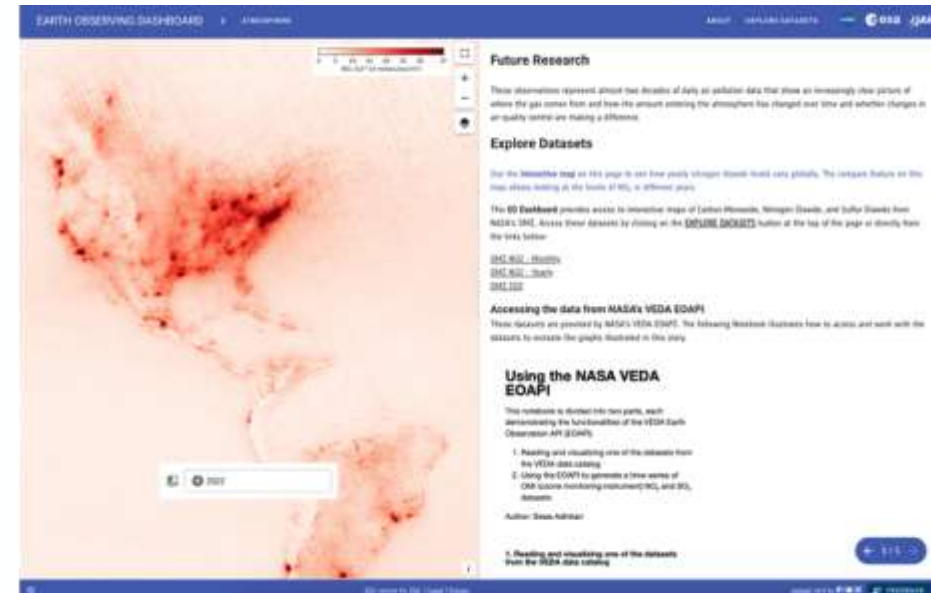 EARTH OBSERVING DASHBOARD
ATMOSPHERE
ABOUT EXPLORE DATASETS
esa
Future Research
These observations represent almost two decades of daily air pollution data that show an increasingly clear picture of
where the gas comes from and how the amount entering the atmosphere has changed over time and whether changes in
air quality control are making a difference.
Explore Datasets
Use the interactive map on this page to see how yearly nitrogen dioxide levels vary globally. The compare feature on this
map allows looking at the levels of NO₂ in different years.
This EO Dashboard provides access to interactive maps of Carbon Monoxide, Nitrogen Dioxide, and Sulfur Dioxide from
NASA's OMI. Access these datasets by clicking on the EXPLORE DATASETS button at the top of the page or directly from
the links below:
OMI NO2 - Monthly
OMI NO2 - Yearly
OMI SO2
Accessing the data from NASA's VEDA EOAPI
These datasets are provided by NASA's VEDA EOAPI. The following Notebook illustrates how to access and work with the
datasets to recreate the graphs illustrated in this story.
Using the NASA VEDA
EOAPI
This notebook is divided into two parts, each
demonstrating the functionalities of the VEDA Earth
Observation API (EOAPI)
1. Reading and visualizing one of the datasets from
the VEDA data catalog
2. Using the EOAPI to generate a time-series of
OMI (ozone monitoring instrument) NO₂ and SO₂
datasets
Author:
1. Reading and visualizing one of the datasets
from the VEDA data catalog
FEEDBACK